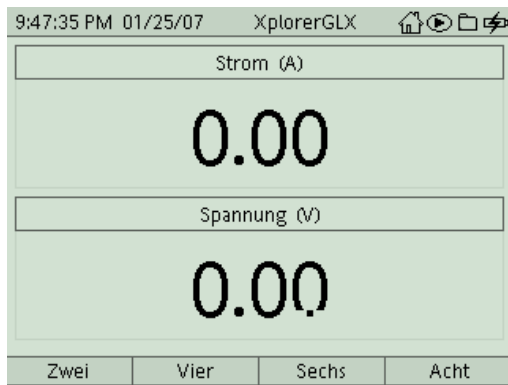 9:47:35 PM 01/25/07 XplorerGLX
Strom (A)
0.00
Spannung (V)
0.00
Zwei Vier Sechs Acht